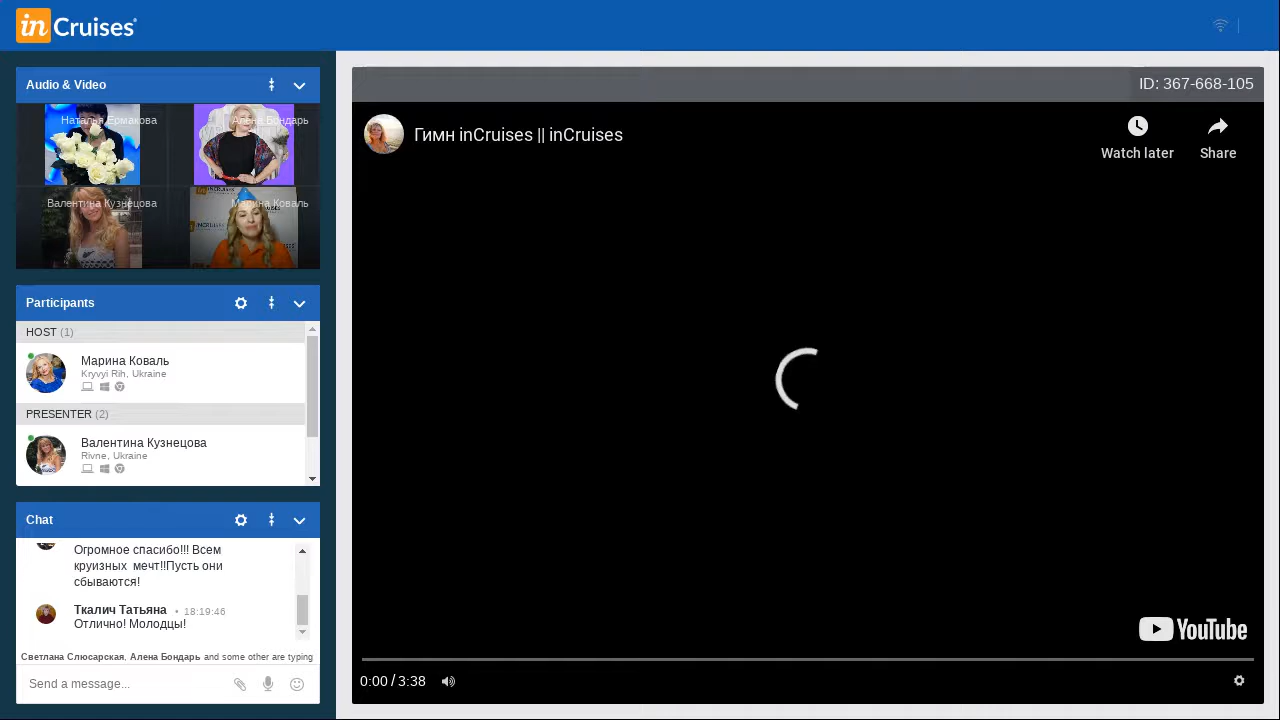 in Cruises
Audio & Video
Наталья Ермакова
Алена Бондарь
Валентина Кузнецова
Марина Коваль
Participants
HOST (1)
Марина Коваль
Kryvyi Rih, Ukraine
PRESENTER (2)
Валентина Кузнецова
Rivne, Ukraine
Chat
Огромное спасибо!!! Всем
круизных мечт!!Пусть они
сбываются!
Ткалич Татьяна • 18:19:46
Отлично! Молодцы!
Светлана Слюсарская, Алена Бондарь and some other are typing
Send a message...
ID: 367-668-105
Гимн inCruises || inCruises
Watch later
Share
YouTube
0:00 / 3:38